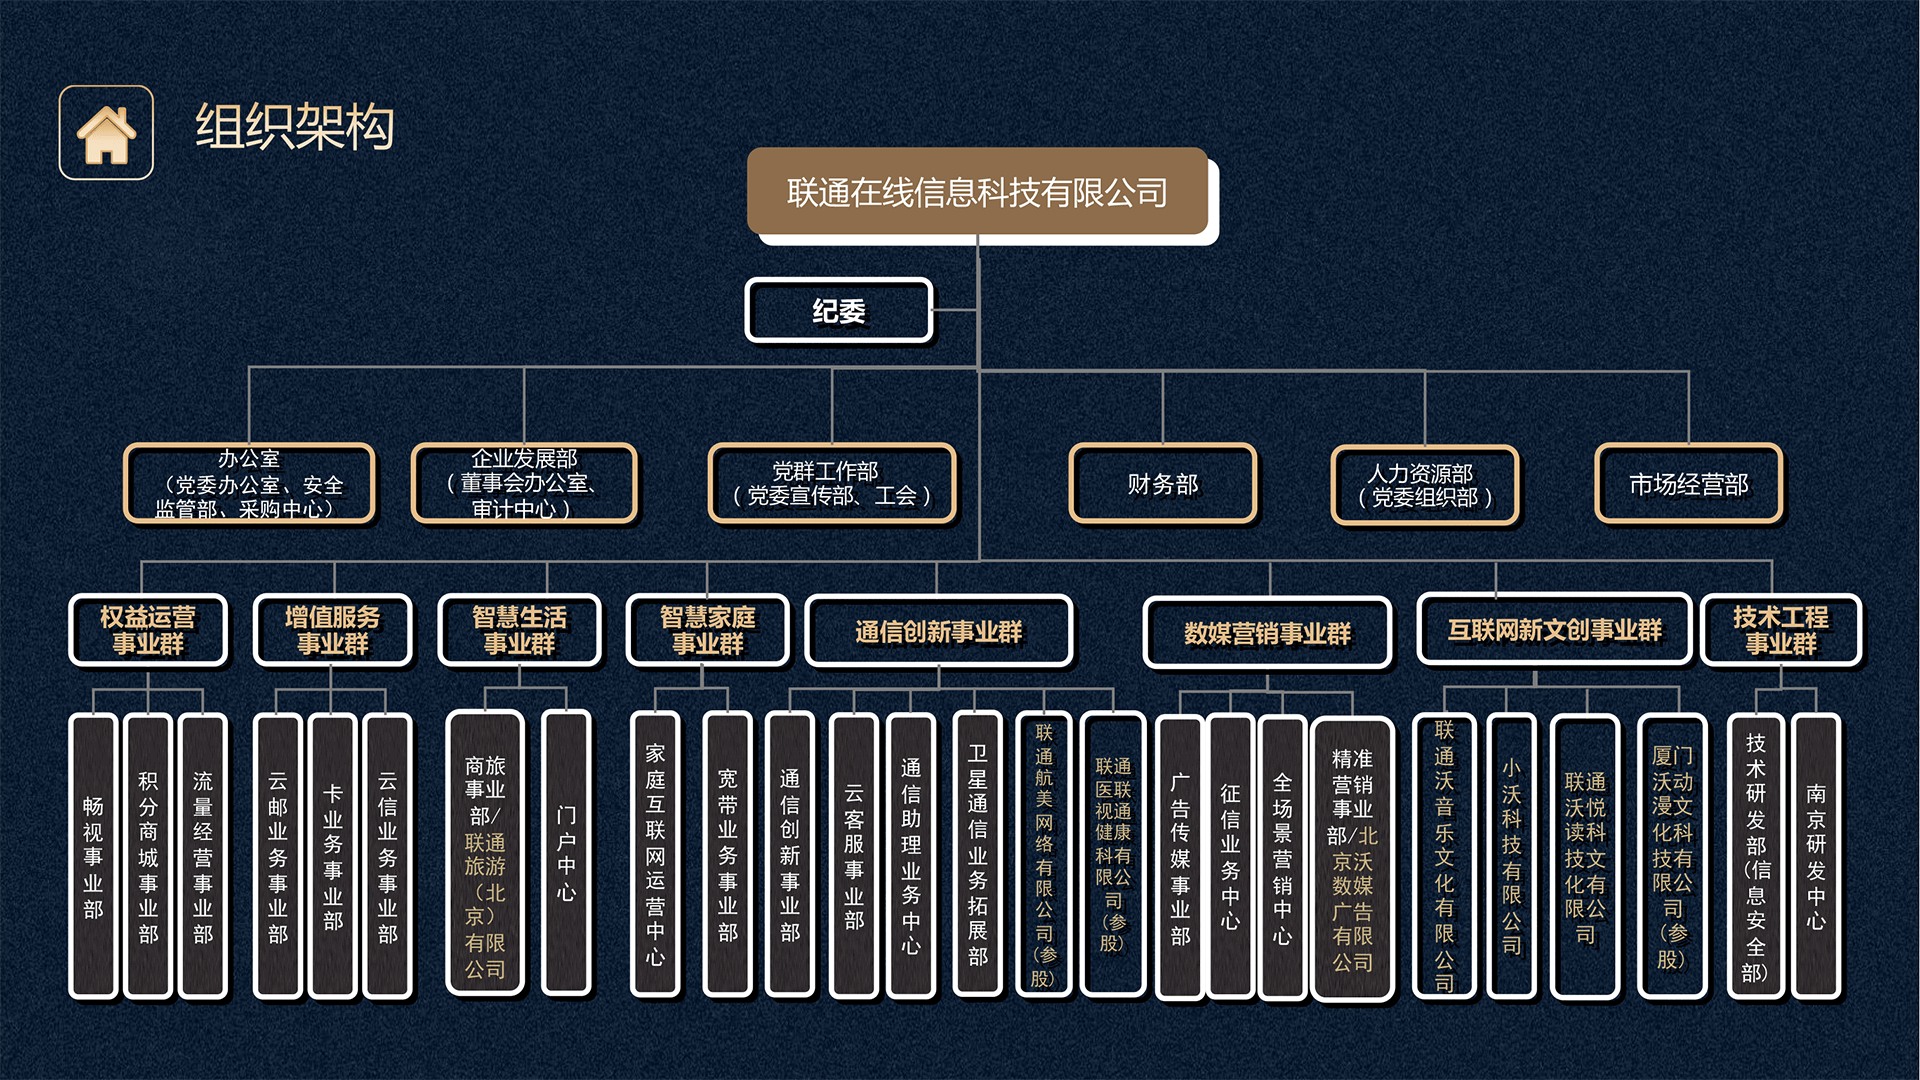 组织架构
联通在线信息科技有限公司
纪委
办公室
（党委办公室、安全
监管部、采购中心）
企业发展部
（董事会办公室、
审计中心）
党群工作部
（党委宣传部、工会）
财务部
人力资源部
（党委组织部）
市场经营部
权益运营
事业群
增值服务
事业群
智慧生活
事业群
智慧家庭
事业群
通信创新事业群
数媒营销事业群
互联网新文创事业群
技术工程
事业群
畅视事业部
积分商城事业部
流量经营事业部
云邮业务事业部
卡业务事业部
云信业务事业部
商旅
事业
部/
联通
旅游
（北
京）
有限
公司
门户中心
家庭互联网运营中心
宽带业务事业部
通信创新事业部
云客服事业部
通信助理业务中心
卫星通信业务拓展部
联通航美网络有限公司（参股）
联通
医联
视通
健康
科有
限公
司
（参
股）
广告传媒事业部
征信业务中心
全场景营销中心
精准
营销
事业
部/北
京沃
数媒
广告
有限
公司
联通沃音乐文化有限公司
小沃科技有限公司
联通
沃悦
读科
技文
化有
限公
司
厦门
沃动
漫文
化科
技有
限公
司
（参
股）
技术研发部（信息安全部）
南京研发中心